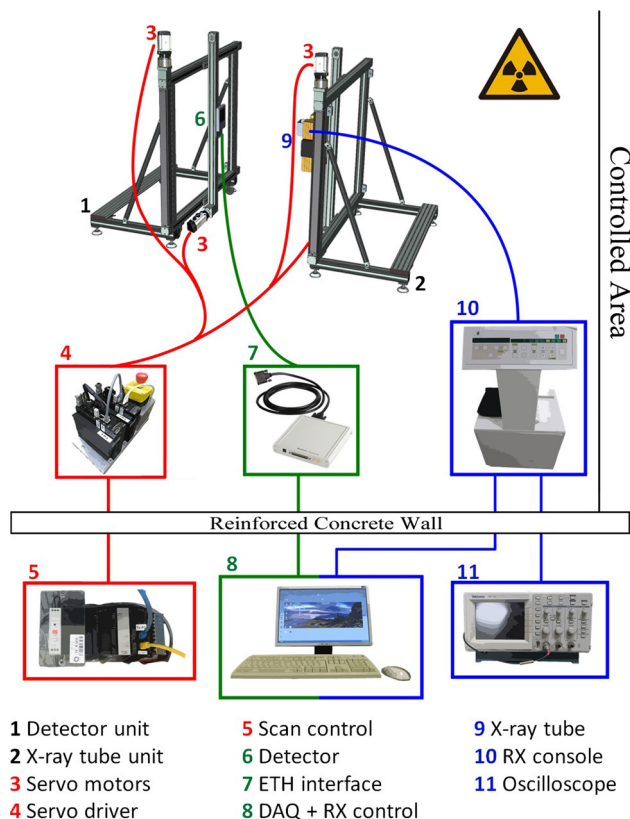 3
3
6
9
1
3
2
Controlled Area
4
7
10
Reinforced Concrete Wall
5
8
11
1 Detector unit
2 X-ray tube unit
3 Servo motors
4 Servo driver
5 Scan control
6 Detector
7 ETH interface
8 DAQ + RX control
9 X-ray tube
10 RX console
11 Oscilloscope